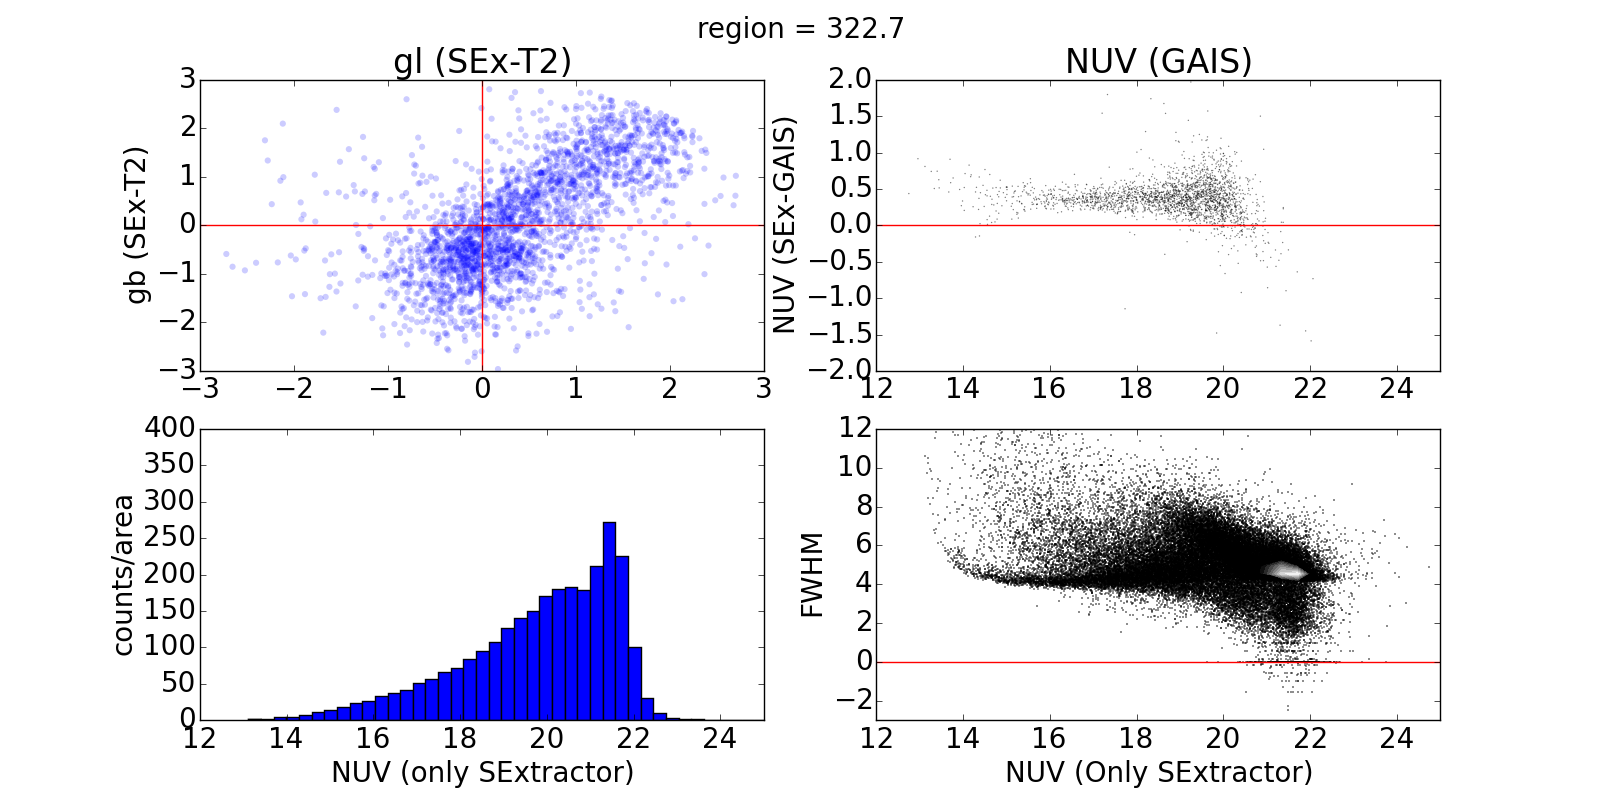 region = 322.7
gl (SEx-T2)
NUV (GAIS)
gb (SEx-T2)
3
2
1
0
−1
−2
−3
−3 −2 −1 0 1 2 3
NUV (SEx-GAIS)
2.0
1.5
1.0
0.5
0.0
−0.5
−1.0
−1.5
−2.0
12 14 16 18 20 22 24
counts/area
400
350
300
250
200
150
100
50
0
12 14 16 18 20 22 24
NUV (only SExtractor)
FWHM
12
10
8
6
4
2
0
−2
12 14 16 18 20 22 24
NUV (Only SExtractor)